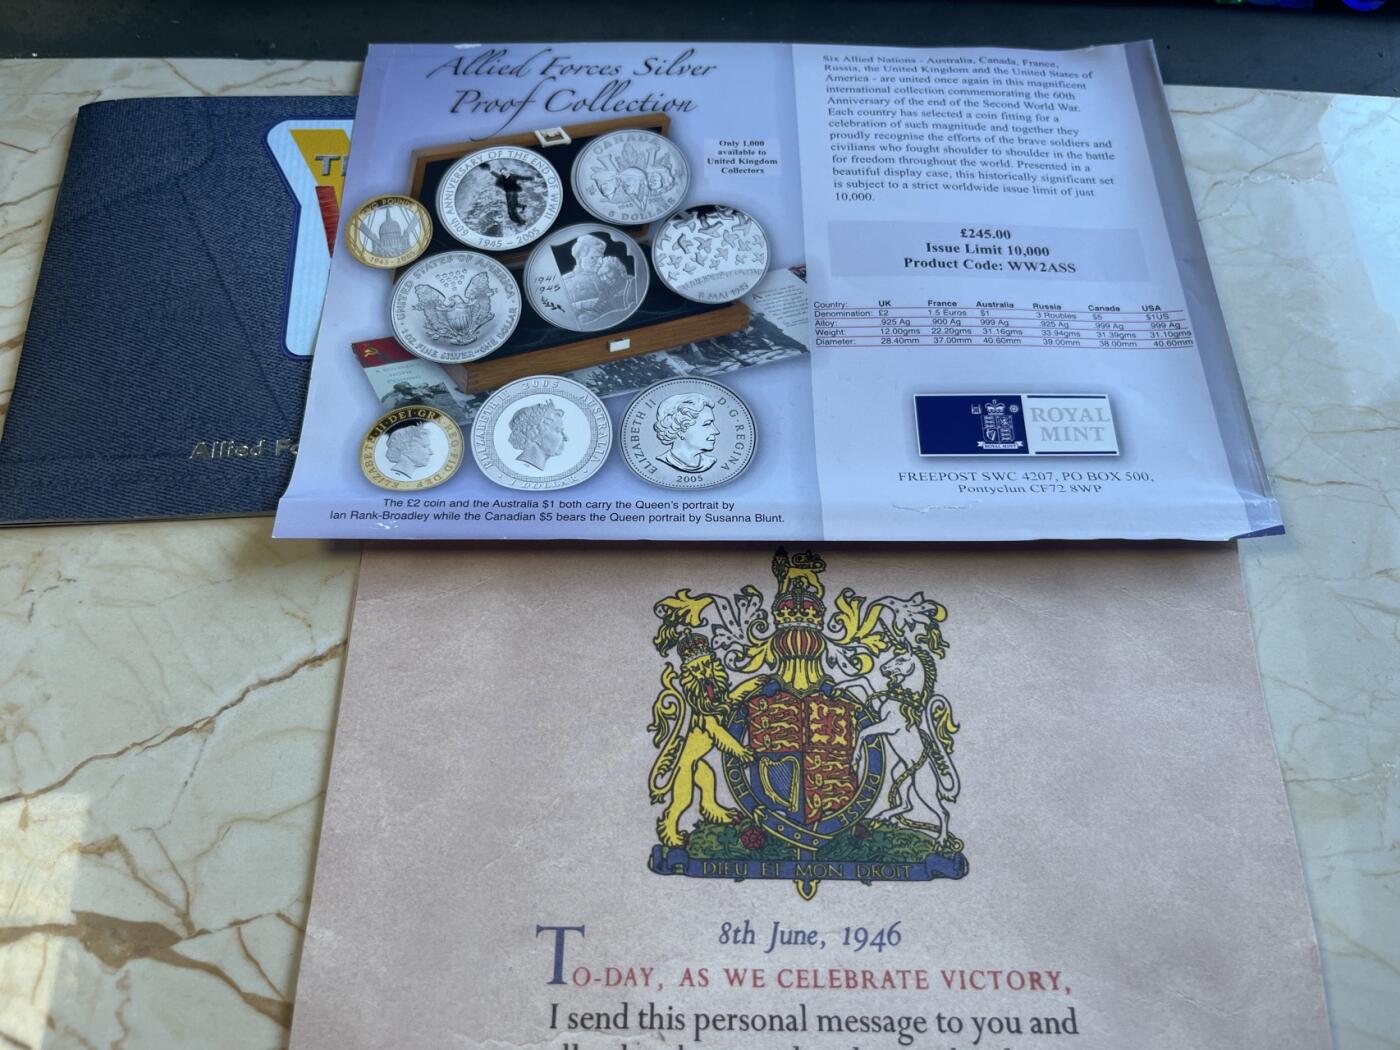 Allied Forces Silver
Proof Collection
Only 1,000
available to
United Kingdom
Collectors
60th ANNIVERSARY OF THE END OF WWII
1945 - 2005
CANADA
5 DOLLARS
TWO POUNDS
1945-2005
UNITED STATES OF AMERICA
1 OZ FINE SILVER~ONE DOLLAR
1941
1945
8 MAI 1945
ELIZABETH II DEI GRA REG FID DEF
ELIZABETH II AUSTRALIA
2005
1 DOLLAR
ELIZABETH II D·G·REGINA
2005
The £2 coin and the Australia $1 both carry the Queen's portrait by
Ian Rank-Broadley while the Canadian $5 bears the Queen portrait by Susanna Blunt.
Six Allied Nations - Australia, Canada, France,
Russia, the United Kingdom and the United States of
America - are united once again in this magnificent
international collection commemorating the 60th
Anniversary of the end of the Second World War.
Each country has selected a coin fitting for a
celebration of such magnitude and together they
proudly recognise the efforts of the brave soldiers and
civilians who fought shoulder to shoulder in the battle
for freedom throughout the world. Presented in a
beautiful display case, this historically significant set
is subject to a strict worldwide issue limit of just
10,000.
£245.00
Issue Limit 10,000
Product Code: WW2ASS
Country: UK France Australia Russia Canada USA
Denomination: £2 1.5 Euros $1 3 Roubles $5 $1US
Alloy: .925 Ag 900 Ag 999 Ag .925 Ag .999 Ag .999 Ag
Weight: 12.00gms 22.20gms 31.16gms 33.94gms 31.39gms 31.10gms
Diameter: 28.40mm 37.00mm 40.60mm 39.00mm 38.00mm 40.60mm
ROYAL MINT
ROYAL
MINT
FREEPOST SWC 4207, PO BOX 500,
Pontyclun CF72 8WP
Allied
DIEU ET MON DROIT
8th June, 1946
TO-DAY, AS WE CELEBRATE VICTORY,
I send this personal message to you and